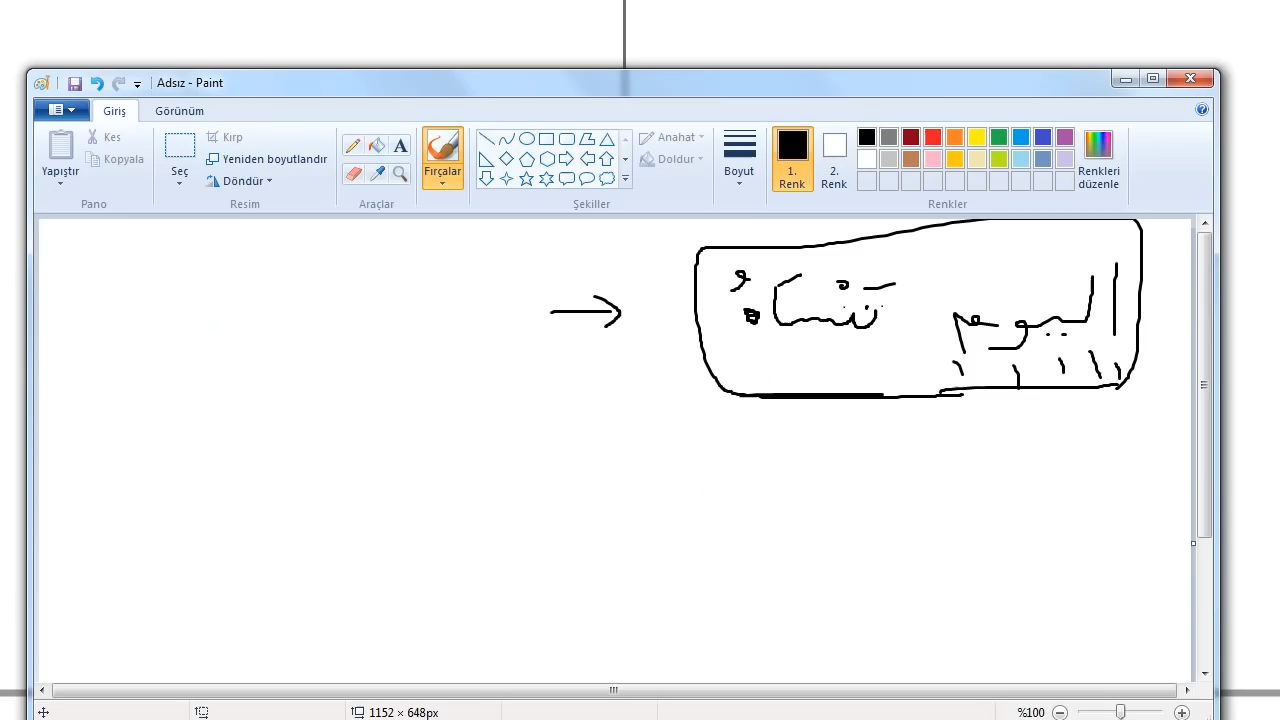 Adsız - Paint
Giriş
Görünüm
Yapıştır
Kes
Kopyala
Pano
Seç
Kırp
Yeniden boyutlandır
Döndür
Resim
Araçlar
Fırçalar
Anahat
Doldur
Şekiller
Boyut
1. Renk
2. Renk
Renkleri düzenle
Renkler
اليوم
1152 × 648px
%100